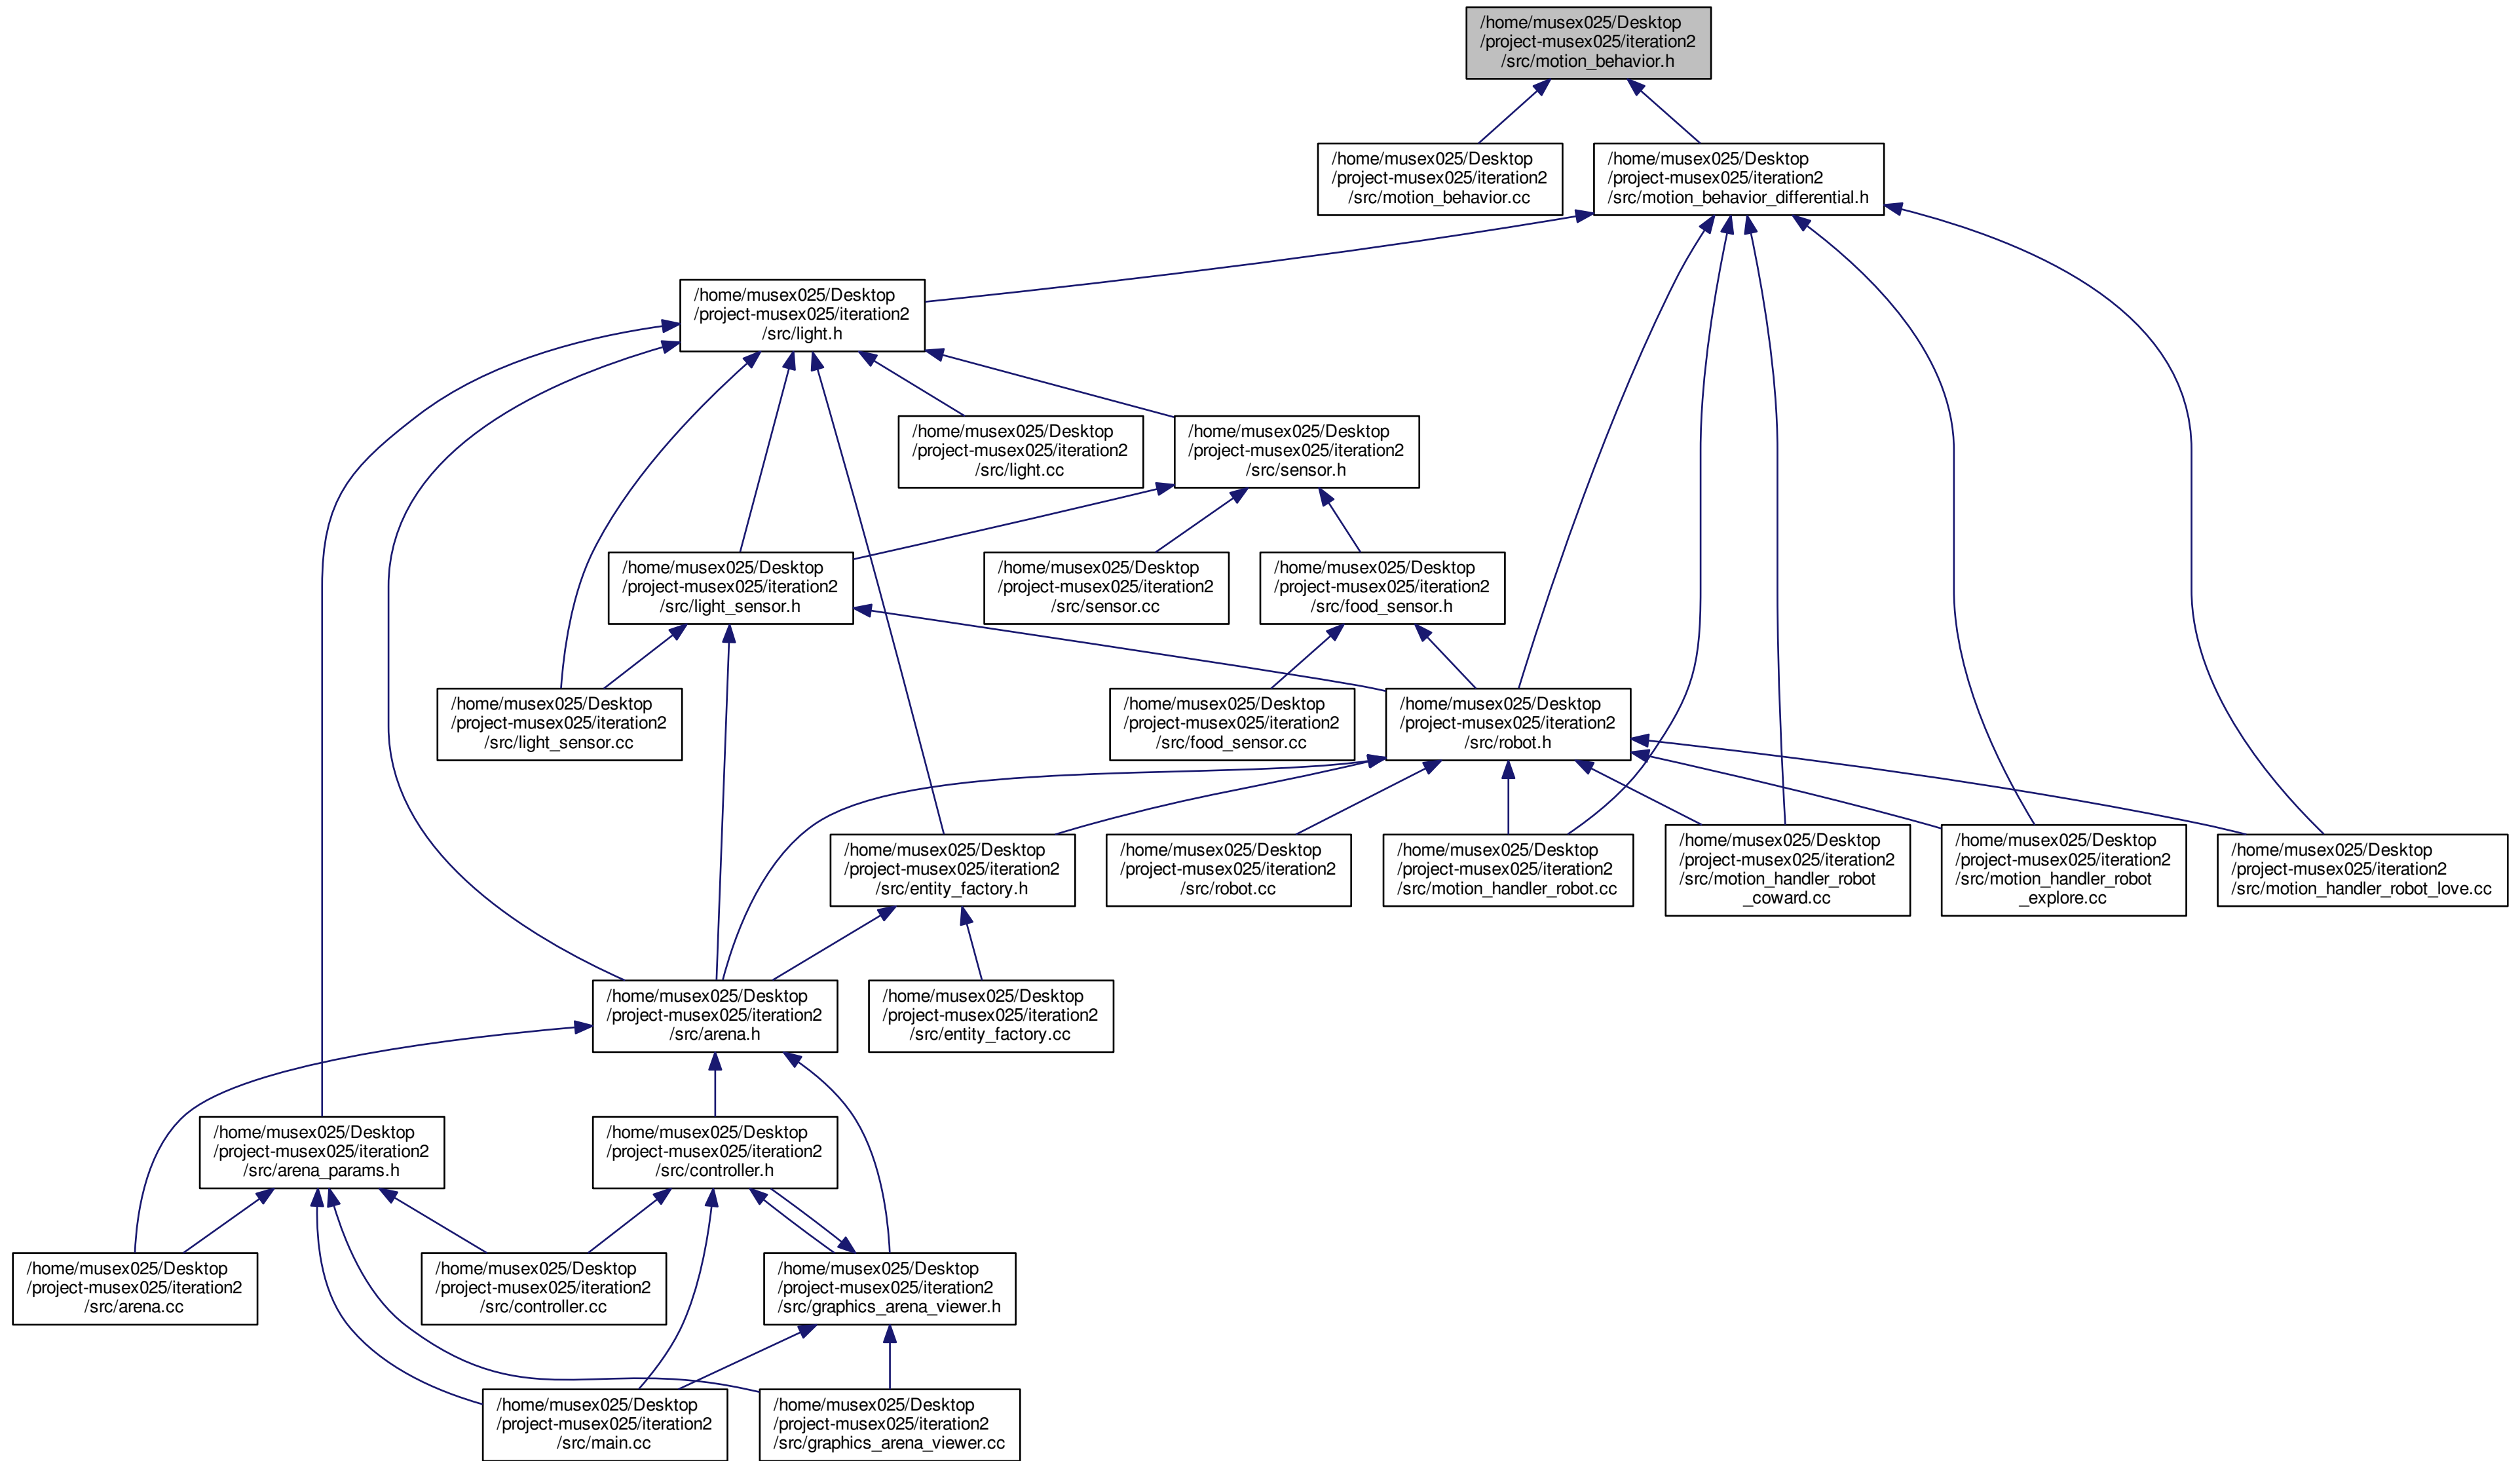 /home/musex025/Desktop
/project-musex025/iteration2
/src/motion_behavior.h
/home/musex025/Desktop
/project-musex025/iteration2
/src/motion_behavior.cc
/home/musex025/Desktop
/project-musex025/iteration2
/src/motion_behavior_differential.h
/home/musex025/Desktop
/project-musex025/iteration2
/src/light.h
/home/musex025/Desktop
/project-musex025/iteration2
/src/light.cc
/home/musex025/Desktop
/project-musex025/iteration2
/src/sensor.h
/home/musex025/Desktop
/project-musex025/iteration2
/src/light_sensor.h
/home/musex025/Desktop
/project-musex025/iteration2
/src/sensor.cc
/home/musex025/Desktop
/project-musex025/iteration2
/src/food_sensor.h
/home/musex025/Desktop
/project-musex025/iteration2
/src/light_sensor.cc
/home/musex025/Desktop
/project-musex025/iteration2
/src/food_sensor.cc
/home/musex025/Desktop
/project-musex025/iteration2
/src/robot.h
/home/musex025/Desktop
/project-musex025/iteration2
/src/entity_factory.h
/home/musex025/Desktop
/project-musex025/iteration2
/src/robot.cc
/home/musex025/Desktop
/project-musex025/iteration2
/src/motion_handler_robot.cc
/home/musex025/Desktop
/project-musex025/iteration2
/src/motion_handler_robot
_coward.cc
/home/musex025/Desktop
/project-musex025/iteration2
/src/motion_handler_robot
_explore.cc
/home/musex025/Desktop
/project-musex025/iteration2
/src/motion_handler_robot_love.cc
/home/musex025/Desktop
/project-musex025/iteration2
/src/arena.h
/home/musex025/Desktop
/project-musex025/iteration2
/src/entity_factory.cc
/home/musex025/Desktop
/project-musex025/iteration2
/src/arena_params.h
/home/musex025/Desktop
/project-musex025/iteration2
/src/controller.h
/home/musex025/Desktop
/project-musex025/iteration2
/src/arena.cc
/home/musex025/Desktop
/project-musex025/iteration2
/src/controller.cc
/home/musex025/Desktop
/project-musex025/iteration2
/src/graphics_arena_viewer.h
/home/musex025/Desktop
/project-musex025/iteration2
/src/main.cc
/home/musex025/Desktop
/project-musex025/iteration2
/src/graphics_arena_viewer.cc